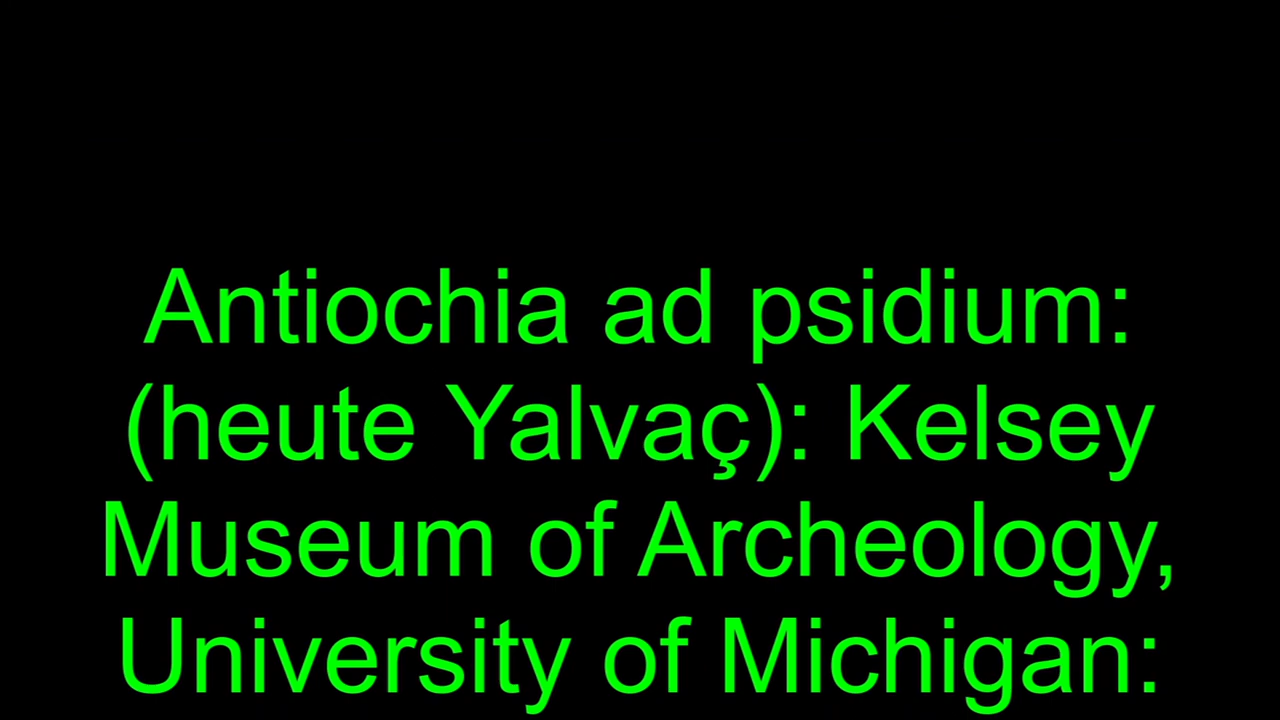 Antiochia ad psidium:
(heute Yalvaç): Kelsey
Museum of Archeology,
University of Michigan: